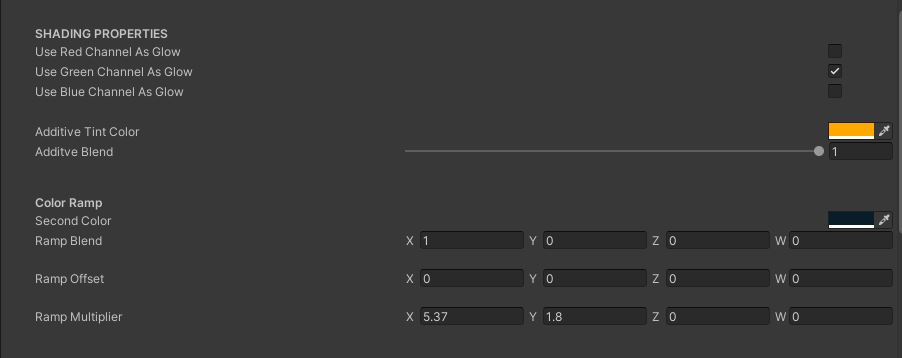 SHADING PROPERTIES
Use Red Channel As Glow
Use Green Channel As Glow
Use Blue Channel As Glow
Additive Tint Color
Additve Blend 1
Color Ramp
Second Color
Ramp Blend X 1 Y 0 Z 0 W 0
Ramp Offset X 0 Y 0 Z 0 W 0
Ramp Multiplier X 5.37 Y 1.8 Z 0 W 0